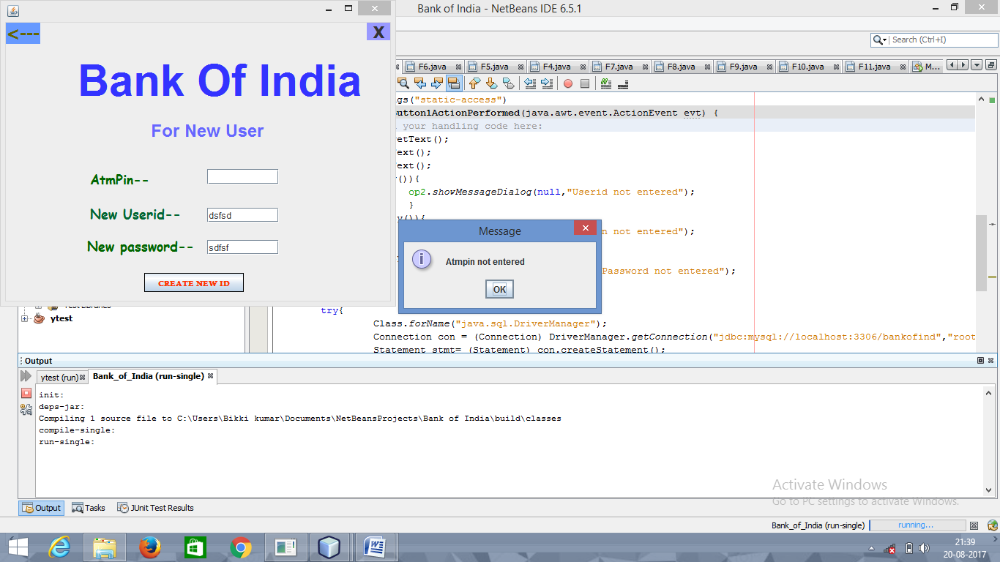 Bank of India - NetBeans IDE 6.5.1
<---
X
Bank Of India
For New User
AtmPin--
New Userid--
dsfsd
New password--
sdfsf
CREATE NEW ID
Search (Ctrl+I)
F6.java
F5.java
F4.java
F7.java
F8.java
F9.java
F10.java
F11.java
M...
gs("static-access")
utton1ActionPerformed(java.awt.event.ActionEvent evt) {
your handling code here:
etText();
ext();
ext();
()){
op2.showMessageDialog(null,"Userid not entered");
}
y()){
n not entered");
Password not entered");
Message
Atmpin not entered
OK
try{
Class.forName("java.sql.DriverManager");
Connection con = (Connection) DriverManager.getConnection("jdbc:mysql://localhost:3306/bankofind","root
Statement stmt= (Statement) con.createStatement();
Test Libraries
ytest
Output
ytest (run)
Bank_of_India (run-single)
init:
deps-jar:
Compiling 1 source file to C:\Users\Bikki kumar\Documents\NetBeansProjects\Bank of India\build\classes
compile-single:
run-single:
Activate Windows
Go to PC settings to activate Windows.
Output
Tasks
JUnit Test Results
Bank_of_India (run-single)
running...
21:39
20-08-2017